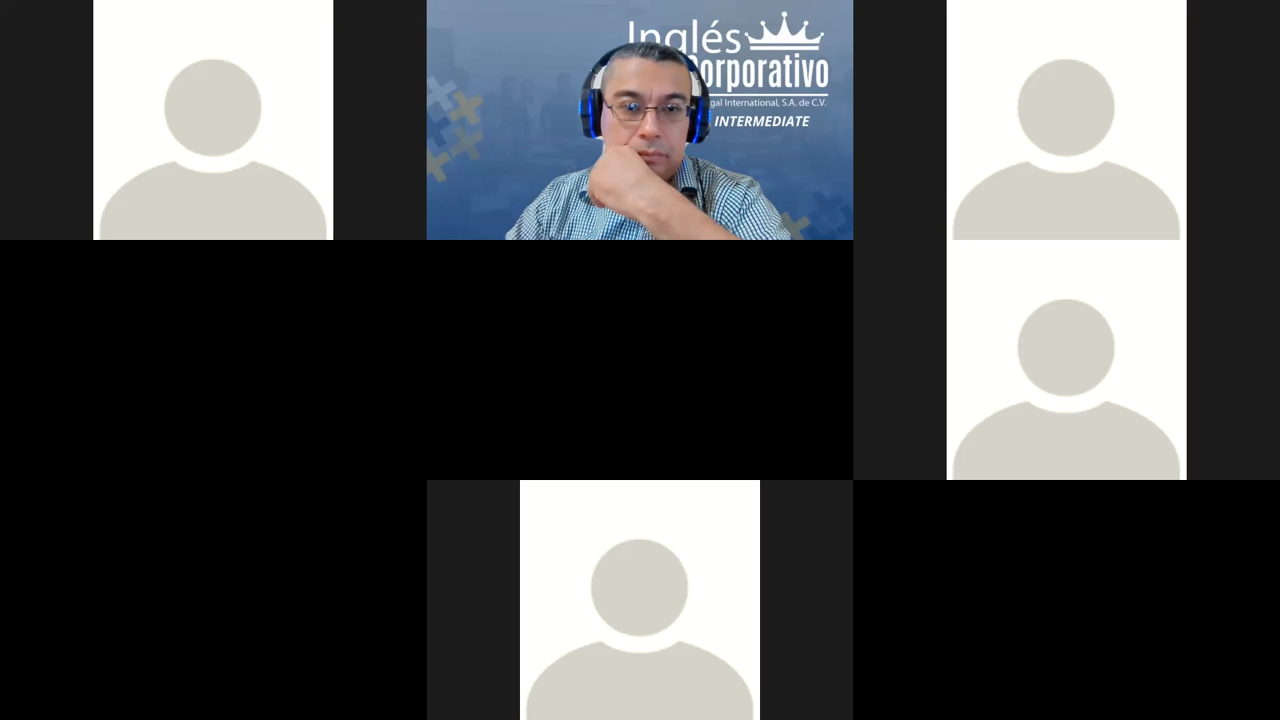 Inglés
Corporativo
gal International, S.A. de C.V.
INTERMEDIATE